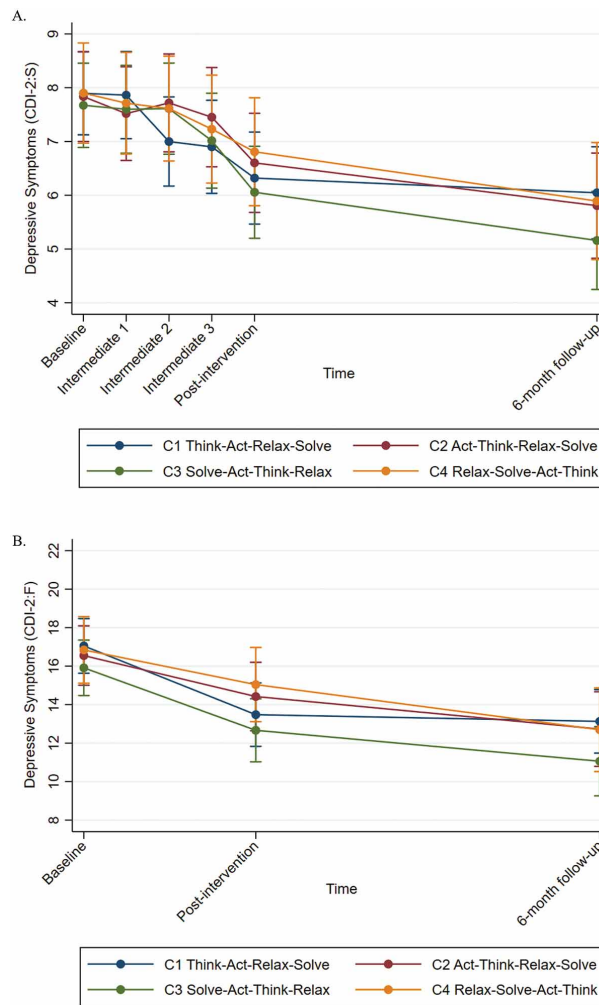 A.
Depressive Symptoms (CDI-2:S)
9
8
7
6
5
4
Baseline
Intermediate 1
Intermediate 2
Intermediate 3
Post-intervention
6-month follow-up
Time
C1 Think-Act-Relax-Solve
C2 Act-Think-Relax-Solve
C3 Solve-Act-Think-Relax
C4 Relax-Solve-Act-Think
B.
Depressive Symptoms (CDI-2:F)
22
20
18
16
14
12
10
8
Baseline
Post-intervention
6-month follow-up
Time
C1 Think-Act-Relax-Solve
C2 Act-Think-Relax-Solve
C3 Solve-Act-Think-Relax
C4 Relax-Solve-Act-Think